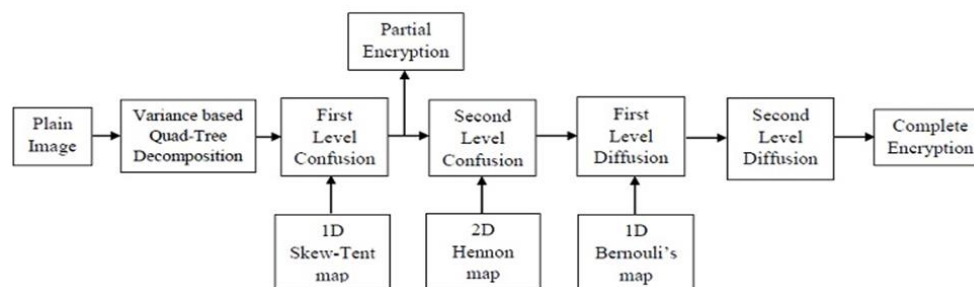 Partial
Encryption
Plain
Image
Variance based
Quad-Tree
Decomposition
First
Level
Confusion
Second
Level
Confusion
First
Level
Diffusion
Second
Level
Diffusion
Complete
Encryption
1D
Skew-Tent
map
2D
Hennon
map
1D
Bernouli's
map